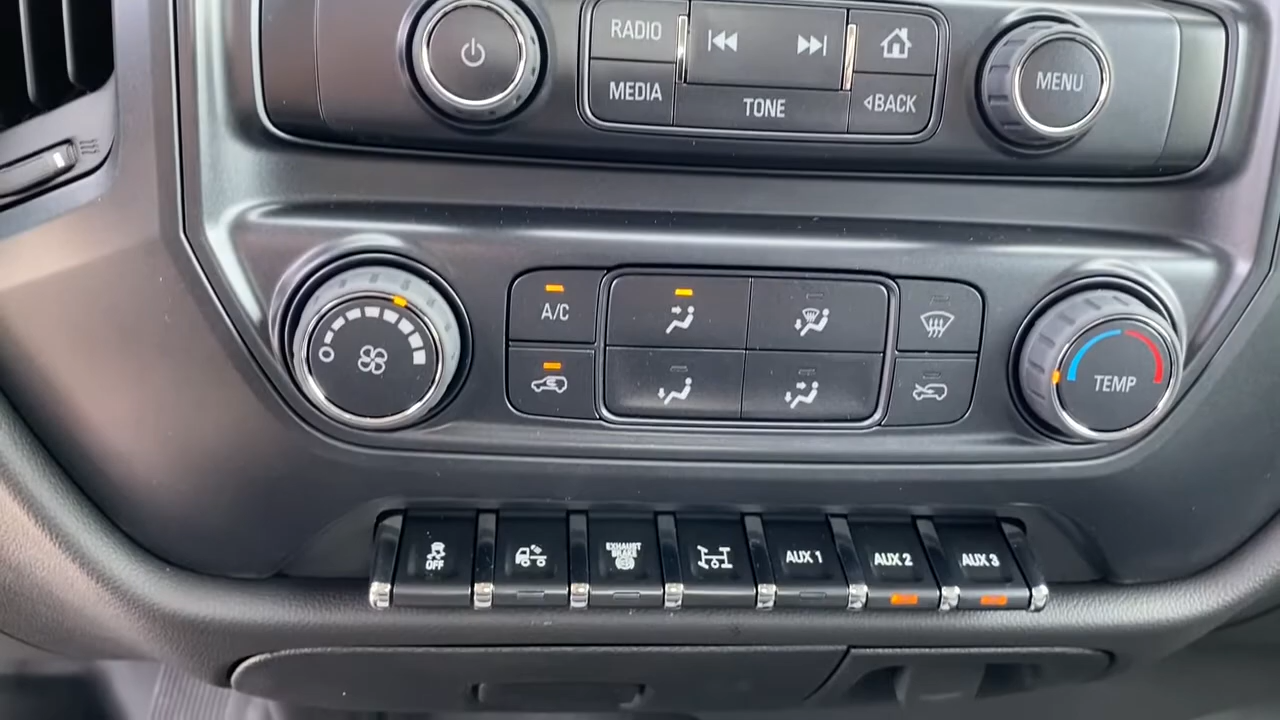 RADIO
MEDIA
TONE
BACK
MENU
A/C
TEMP
OFF
EXHAUST
BRAKE
AUX 1
AUX 2
AUX 3